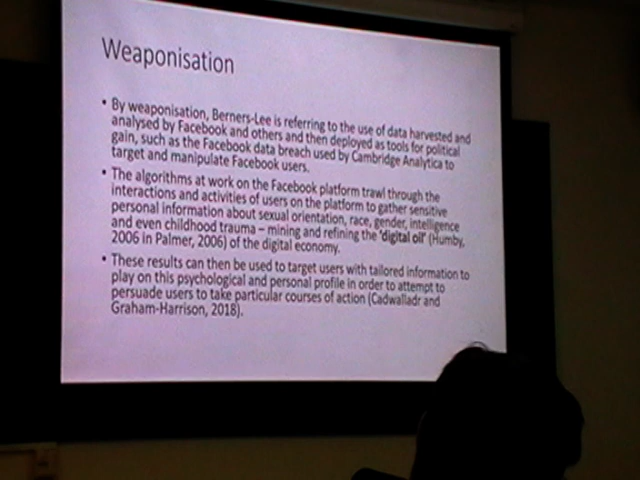 Weaponisation
• By weaponisation, Berners-Lee is referring to the use of data harvested and
analysed by Facebook and others and then deployed as tools for political
gain, such as the Facebook data breach used by Cambridge Analytica to
target and manipulate Facebook users.
• The algorithms at work on the Facebook platform trawl through the
interactions and activities of users on the platform to gather sensitive
personal information about sexual orientation, race, gender, intelligence
and even childhood trauma – mining and refining the 'digital oil' (Humby,
2006 in Palmer, 2006) of the digital economy.
• These results can then be used to target users with tailored information to
play on this psychological and personal profile in order to attempt to
persuade users to take particular courses of action (Cadwalladr and
Graham-Harrison, 2018).